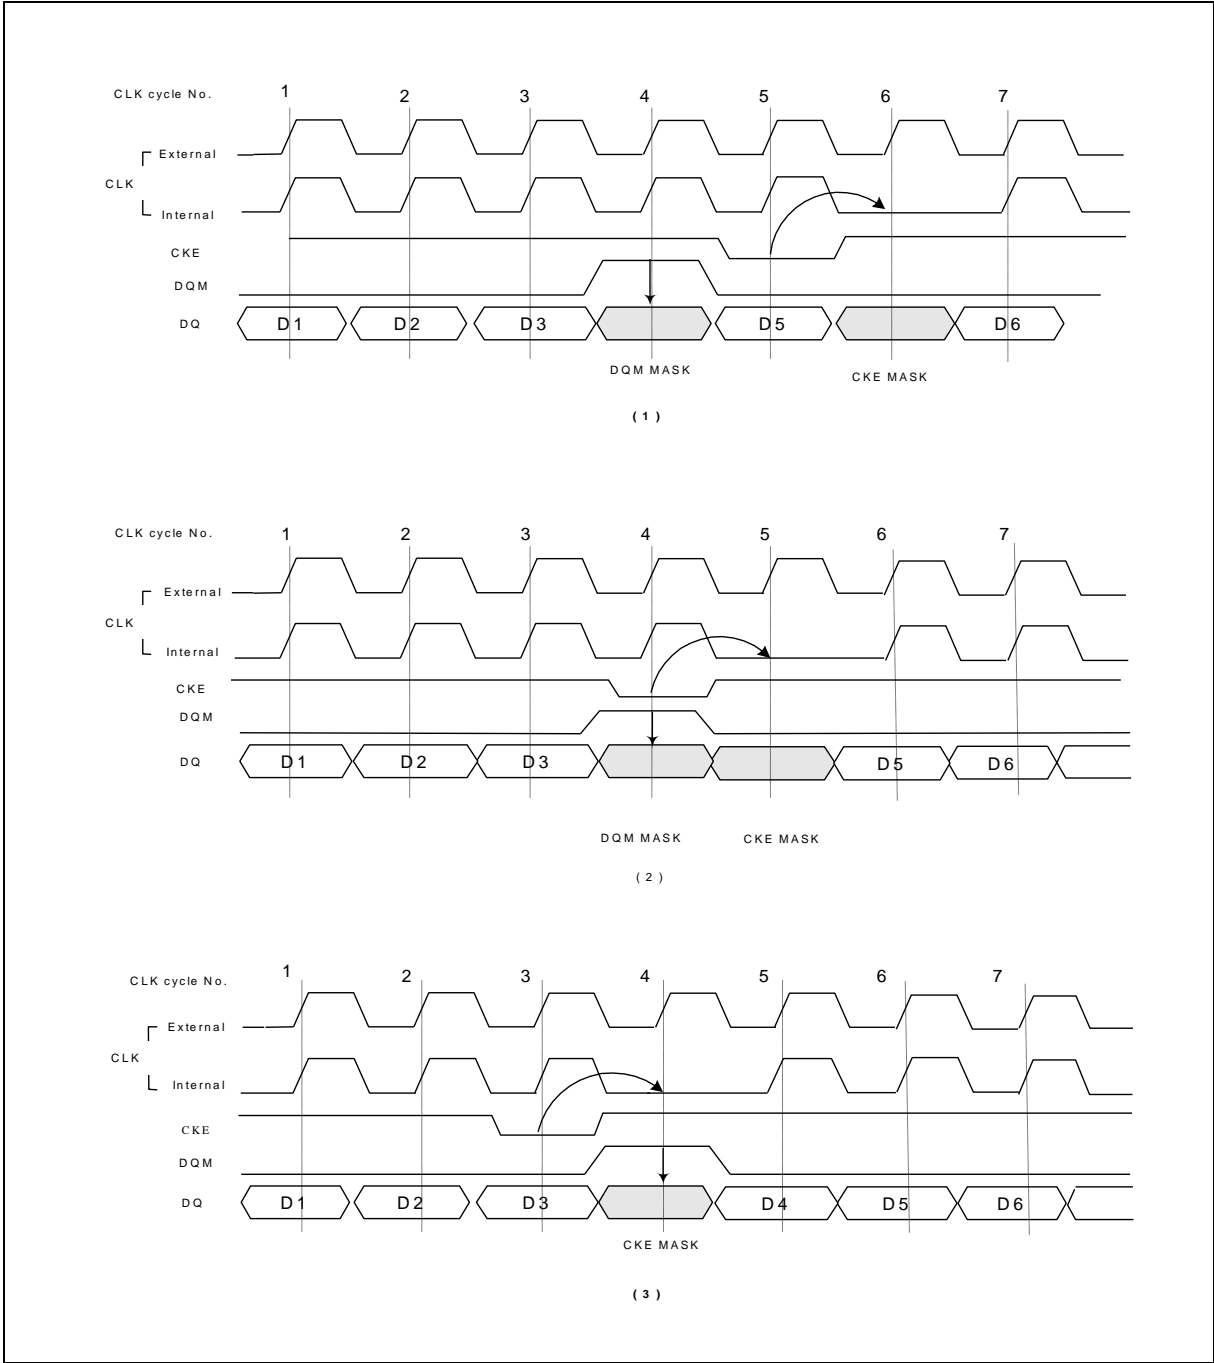 CLK cycle No. 1 2 3 4 5 6 7
External
CLK
Internal
CKE
DQM
DQ D1 D2 D3 D5 D6
DQM MASK CKE MASK
(1)
CLK cycle No. 1 2 3 4 5 6 7
External
CLK
Internal
CKE
DQM
DQ D1 D2 D3 D5 D6
DQM MASK CKE MASK
(2)
CLK cycle No. 1 2 3 4 5 6 7
External
CLK
Internal
CKE
DQM
DQ D1 D2 D3 D4 D5 D6
CKE MASK
(3)